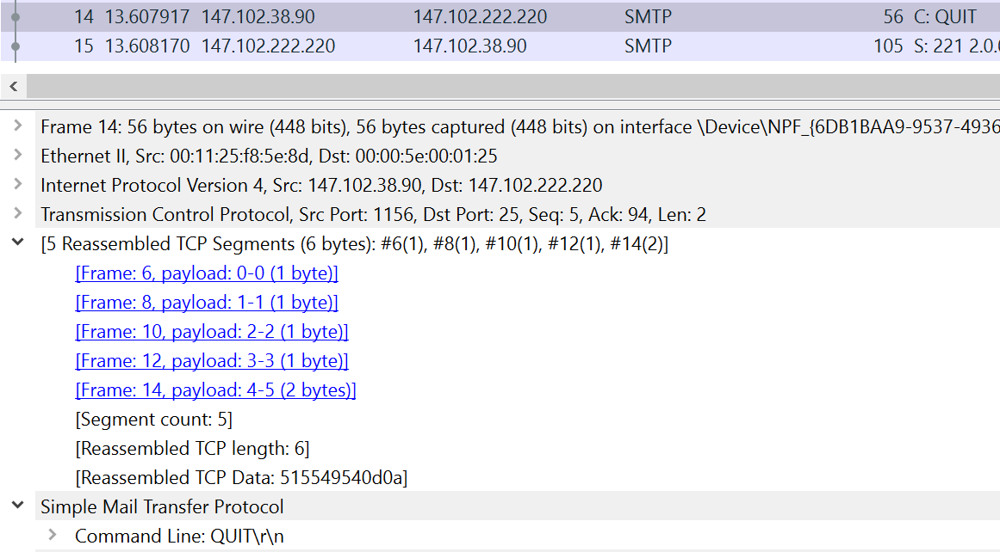 14 13.607917 147.102.38.90 147.102.222.220 SMTP 56 C: QUIT
15 13.608170 147.102.222.220 147.102.38.90 SMTP 105 S: 221 2.0.
Frame 14: 56 bytes on wire (448 bits), 56 bytes captured (448 bits) on interface \Device\NPF_{6DB1BAA9-9537-4936
Ethernet II, Src: 00:11:25:f8:5e:8d, Dst: 00:00:5e:00:01:25
Internet Protocol Version 4, Src: 147.102.38.90, Dst: 147.102.222.220
Transmission Control Protocol, Src Port: 1156, Dst Port: 25, Seq: 5, Ack: 94, Len: 2
[5 Reassembled TCP Segments (6 bytes): #6(1), #8(1), #10(1), #12(1), #14(2)]
[Frame: 6, payload: 0-0 (1 byte)]
[Frame: 8, payload: 1-1 (1 byte)]
[Frame: 10, payload: 2-2 (1 byte)]
[Frame: 12, payload: 3-3 (1 byte)]
[Frame: 14, payload: 4-5 (2 bytes)]
[Segment count: 5]
[Reassembled TCP length: 6]
[Reassembled TCP Data: 515549540d0a]
Simple Mail Transfer Protocol
Command Line: QUIT\r\n